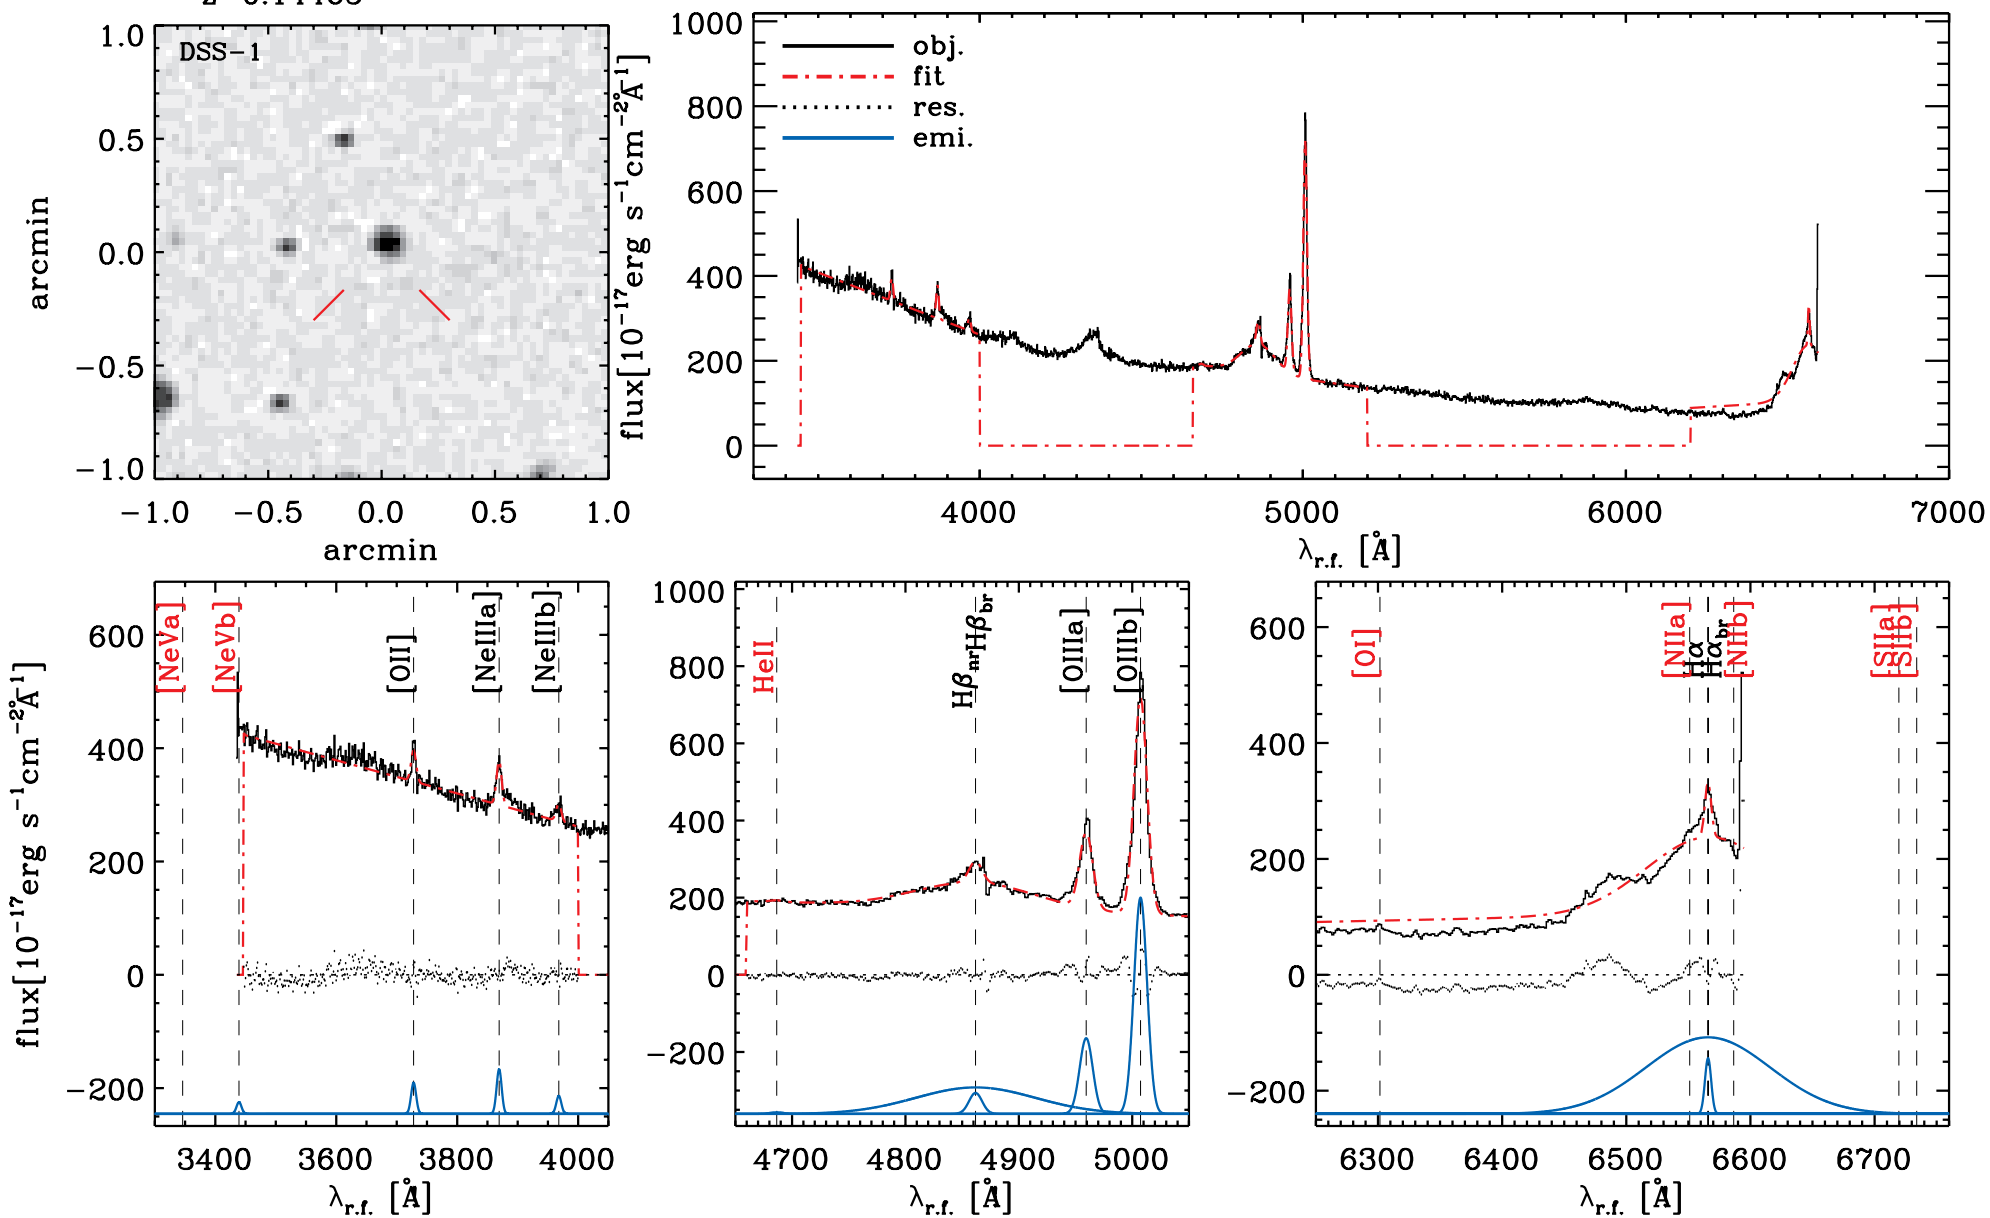 DSS-1
1.0
0.5
0.0
-0.5
-1.0
arcmin
-1.0 -0.5 0.0 0.5 1.0
arcmin
flux[10⁻¹⁷erg s⁻¹cm⁻²Å⁻¹]
1000
800
600
400
200
0
obj.
fit
res.
emi.
4000 5000 6000 7000
λr.f. [Å]
flux[10⁻¹⁷erg s⁻¹cm⁻²Å⁻¹]
600
400
200
0
-200
[NeVa]
[NeVb]
[OII]
[NeIIIa]
[NeIIIb]
3400 3600 3800 4000
λr.f. [Å]
1000
800
600
400
200
0
-200
HeII
Hβnr
Hβbr
[OIIIa]
[OIIIb]
4700 4800 4900 5000
λr.f. [Å]
600
400
200
0
-200
[OI]
[NIIa]
Hα
Hαbr
[NIIb]
[SIIa]
[SIIb]
6300 6400 6500 6600 6700
λr.f. [Å]